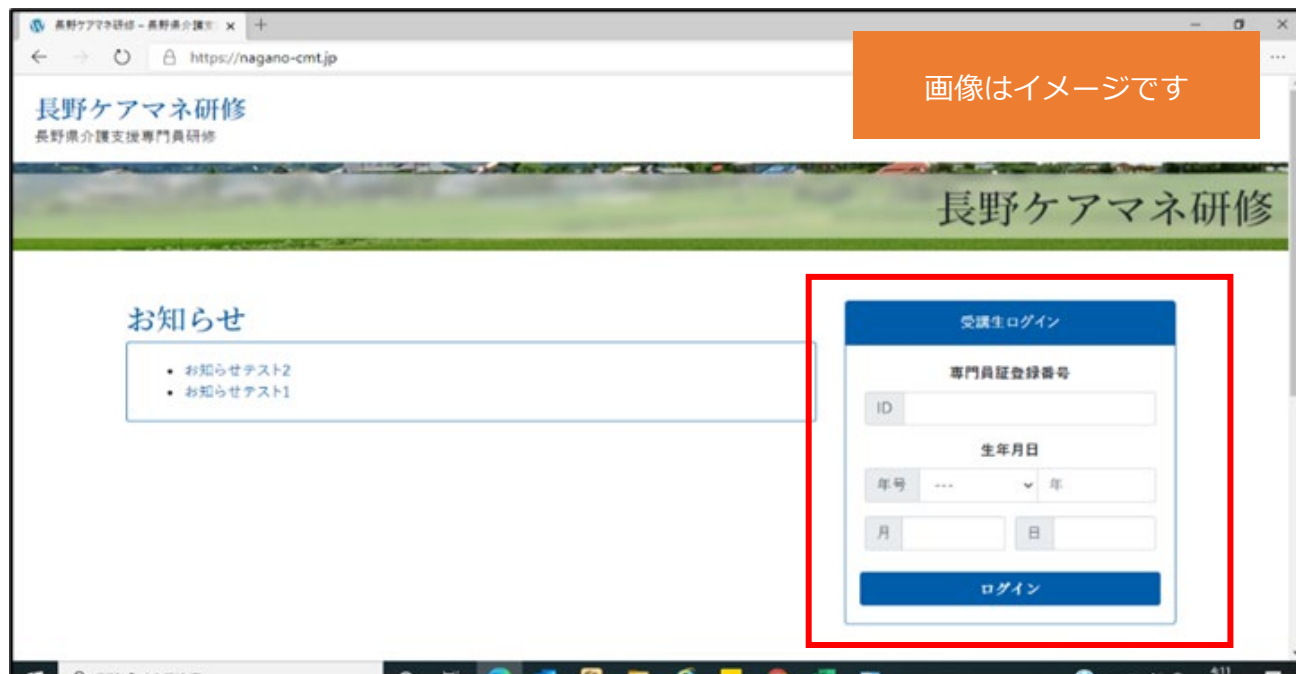 長野ケアマネ研修 – 長野県介護支
https://nagano-cmt.jp
画像はイメージです
長野ケアマネ研修
長野県介護支援専門員研修
長野ケアマネ研修
お知らせ
お知らせテスト2
お知らせテスト1
受講生ログイン
専門員証登録番号
ID
生年月日
年号 --- 年
月 日
ログイン
4:11